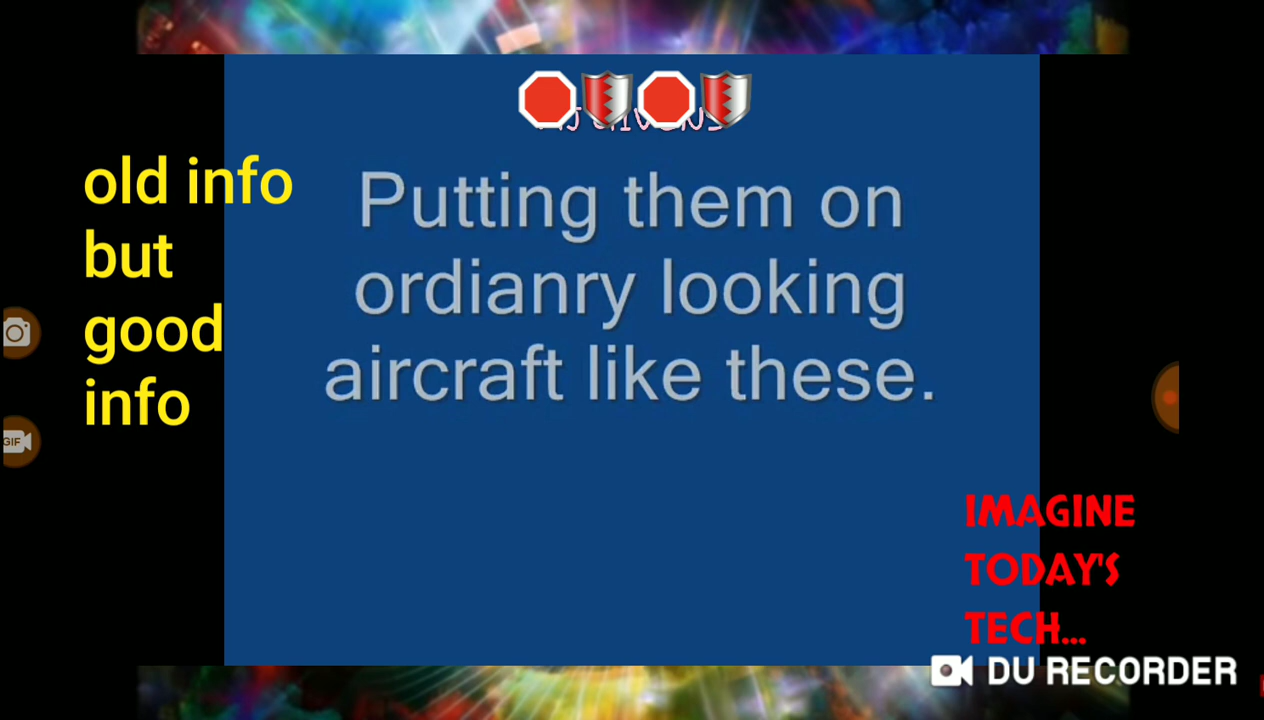 old info
but
good
info
Putting them on
ordianry looking
aircraft like these.
IMAGINE
TODAY'S
TECH...
GIF
DU RECORDER